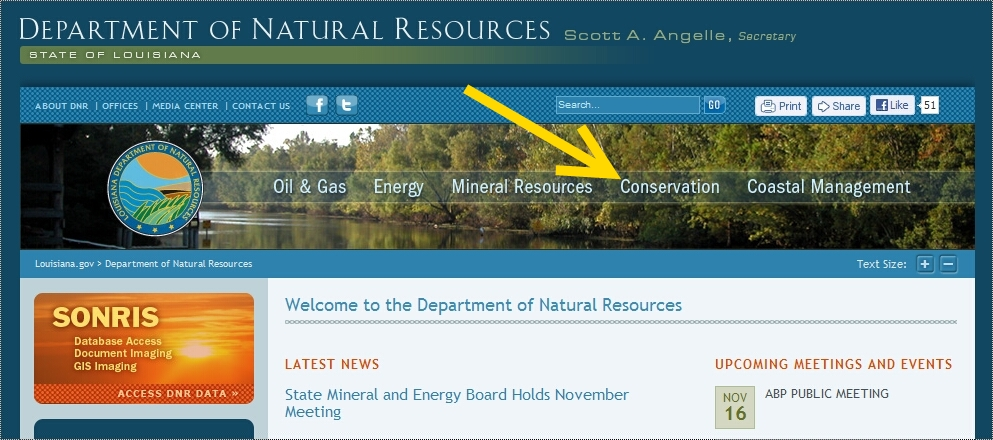 DEPARTMENT OF NATURAL RESOURCES Scott A. Angelle, Secretary
STATE OF LOUISIANA
ABOUT DNR | OFFICES | MEDIA CENTER | CONTACT US f t Search... GO Print Share f Like 51
LOUISIANA DEPARTMENT OF NATURAL RESOURCES
Oil & Gas Energy Mineral Resources Conservation Coastal Management
Louisiana.gov > Department of Natural Resources Text Size: + −
SONRIS
Database Access
Document Imaging
GIS Imaging
ACCESS DNR DATA »
Welcome to the Department of Natural Resources
LATEST NEWS
State Mineral and Energy Board Holds November
Meeting
UPCOMING MEETINGS AND EVENTS
NOV
16
ABP PUBLIC MEETING